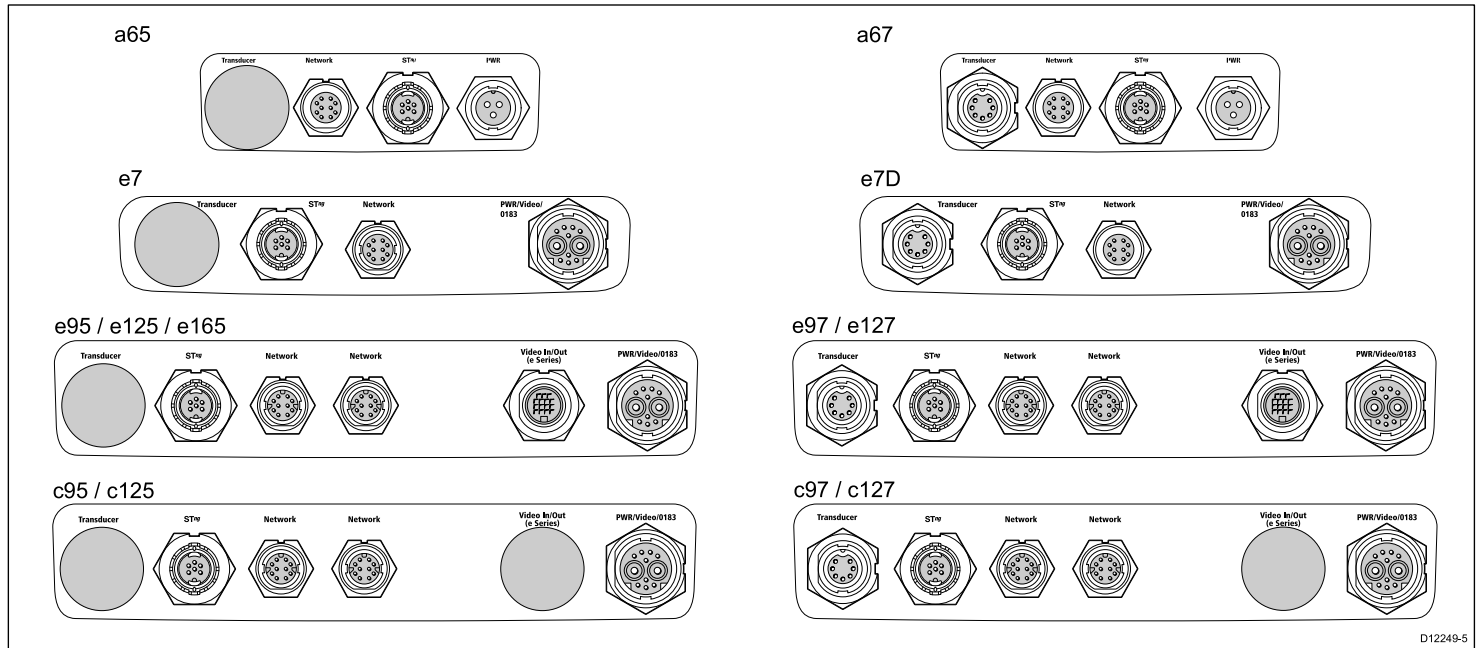 a65
Transducer Network STng PWR
a67
Transducer Network STng PWR
e7
Transducer STng Network PWR/Video/
0183
e7D
Transducer STng Network PWR/Video/
0183
e95 / e125 / e165
Transducer STng Network Network Video In/Out
(e Series) PWR/Video/0183
e97 / e127
Transducer STng Network Network Video In/Out
(e Series) PWR/Video/0183
c95 / c125
Transducer STng Network Network Video In/Out
(e Series) PWR/Video/0183
c97 / c127
Transducer STng Network Network Video In/Out
(e Series) PWR/Video/0183
D12249-5